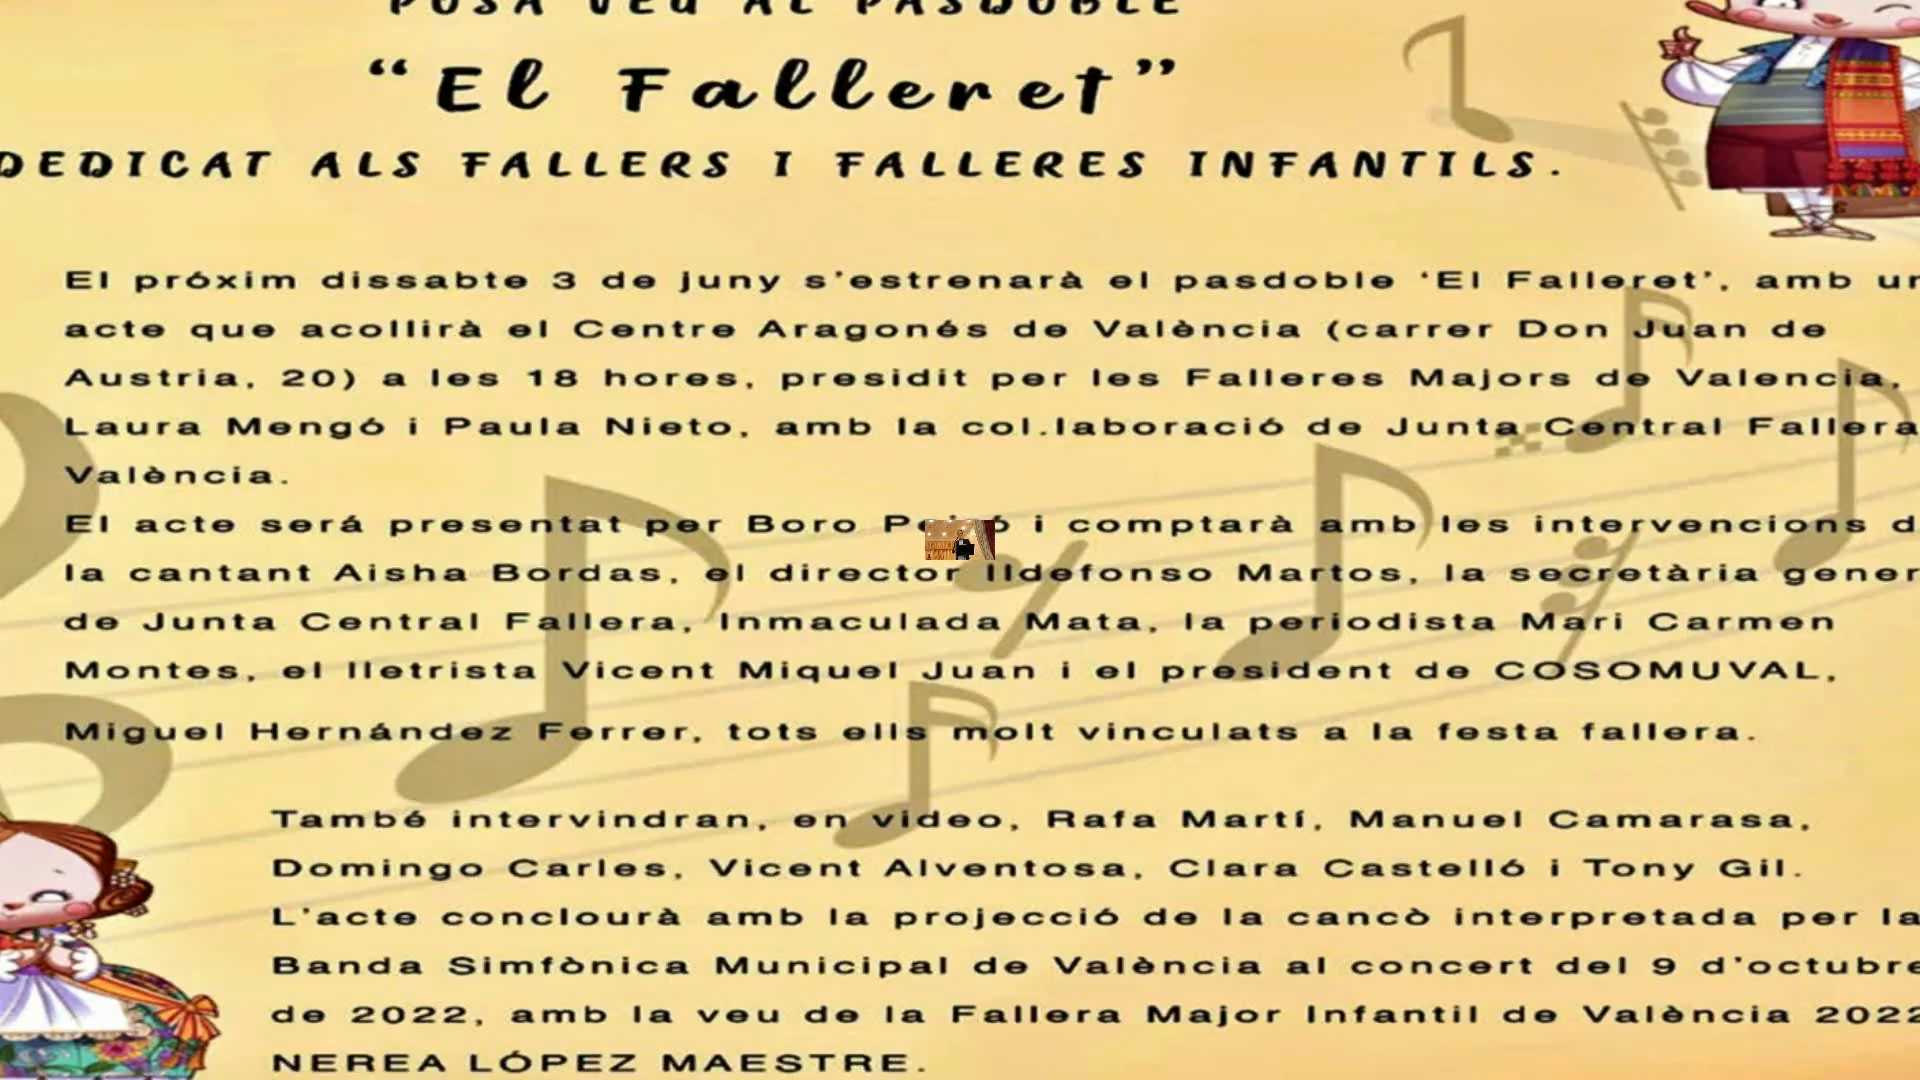 POSA VEU AL PASDOBLE
“El Falleret”
DEDICAT ALS FALLERS I FALLERES INFANTILS.
El próxim dissabte 3 de juny s'estrenarà el pasdoble ‘El Falleret’, amb un
acte que acollirà el Centre Aragonés de València (carrer Don Juan de
Austria, 20) a les 18 hores, presidit per les Falleres Majors de Valencia,
Laura Mengó i Paula Nieto, amb la col.laboració de Junta Central Fallera
València.
El acte será presentat per Boro i comptarà amb les intervencions d
la cantant Aisha Bordas, el director Ildefonso Martos, la secretària gener
de Junta Central Fallera, Inmaculada Mata, la periodista Mari Carmen
Montes, el lletrista Vicent Miquel Juan i el president de COSOMUVAL,
Miguel Hernández Ferrer, tots ells molt vinculats a la festa fallera.
També intervindran, en video, Rafa Martí, Manuel Camarasa,
Domingo Carles, Vicent Alventosa, Clara Castelló i Tony Gil.
L'acte conclourà amb la projecció de la cancò interpretada per la
Banda Simfònica Municipal de València al concert del 9 d'octubre
de 2022, amb la veu de la Fallera Major Infantil de València 2022
NEREA LÓPEZ MAESTRE.